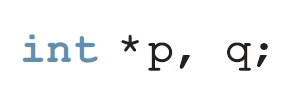 int *p, q;